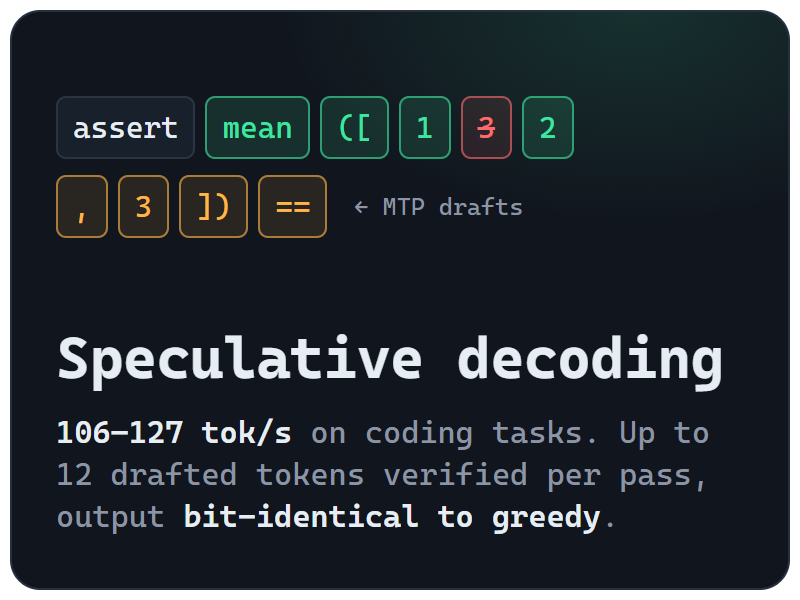 assert mean ([ 1 3 2
, 3 ]) == ← MTP drafts
Speculative decoding
106–127 tok/s on coding tasks. Up to
12 drafted tokens verified per pass,
output bit-identical to greedy.